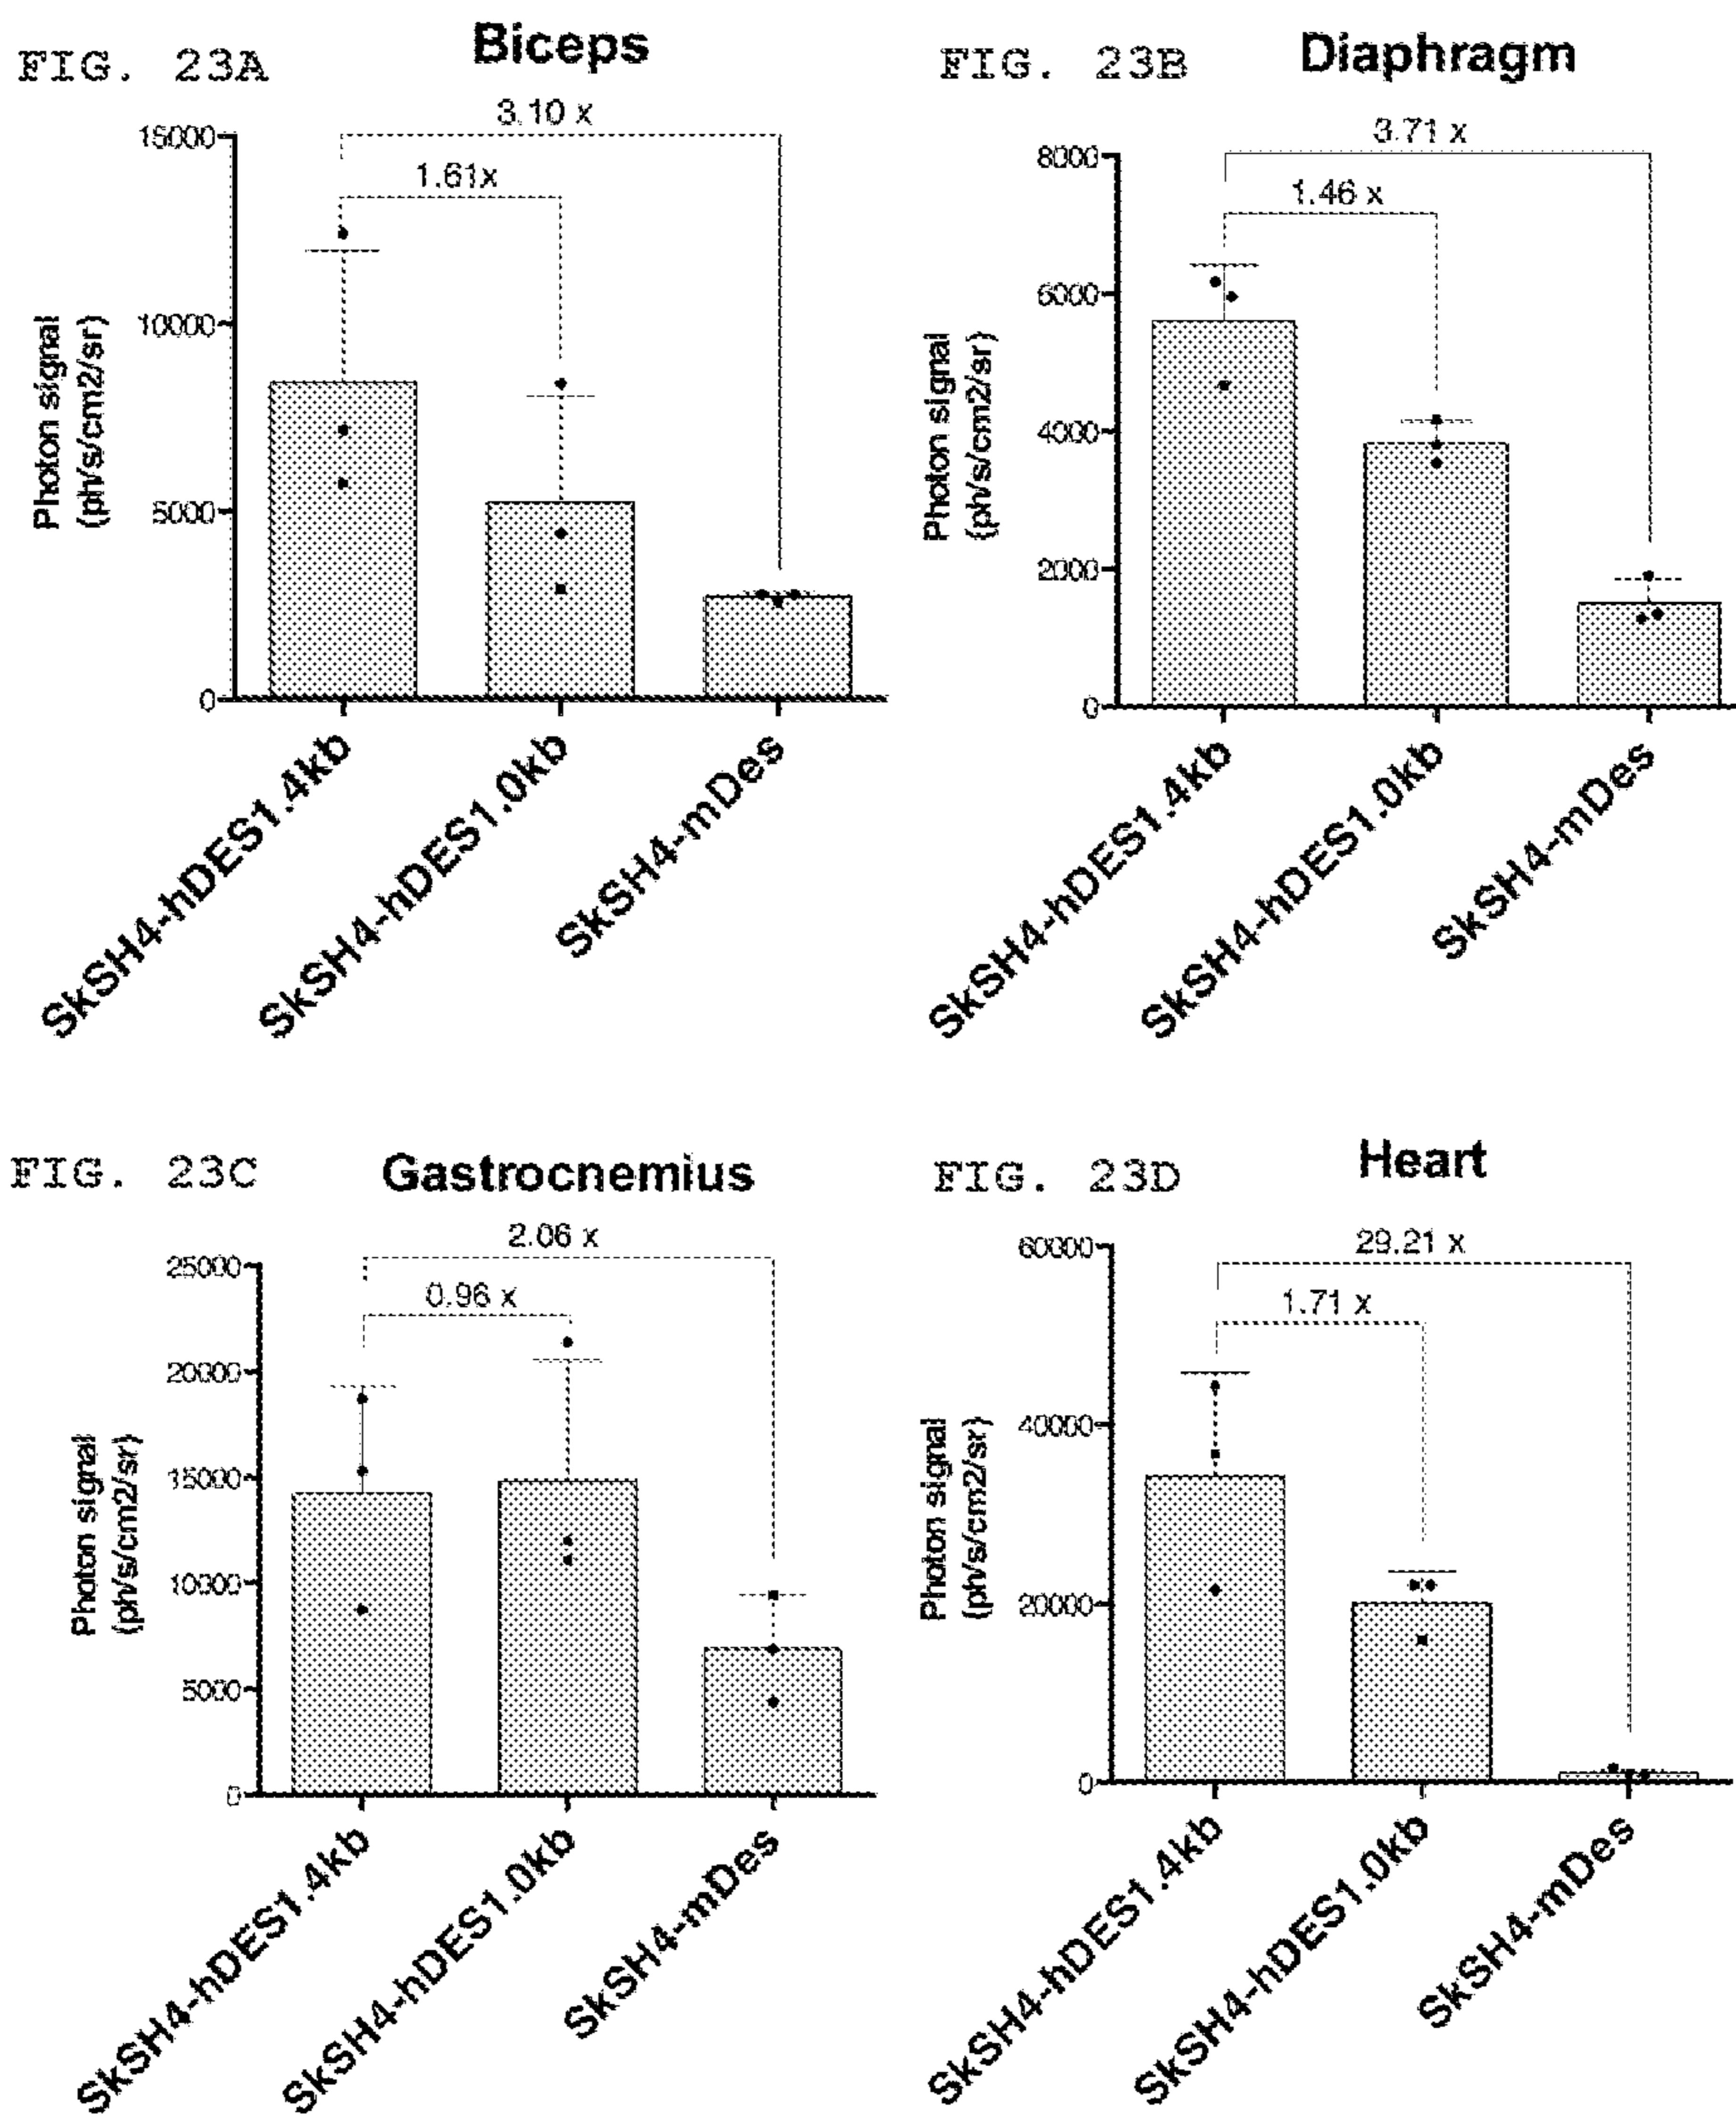 FIG. 23A
Biceps
3.10 x
1.61x
15000
10000
5000
0
Photon signal
(ph/s/cm2/sr)
SkSH4-hDES1.4kb
SkSH4-hDES1.0kb
SkSH4-mDes
FIG. 23B
Diaphragm
3.71 x
1.46 x
8000
6000
4000
2000
0
Photon signal
(ph/s/cm2/sr)
SkSH4-hDES1.4kb
SkSH4-hDES1.0kb
SkSH4-mDes
FIG. 23C
Gastrocnemius
2.06 x
0.96 x
25000
20000
15000
10000
5000
0
Photon signal
(ph/s/cm2/sr)
SkSH4-hDES1.4kb
SkSH4-hDES1.0kb
SkSH4-mDes
FIG. 23D
Heart
29.21 x
1.71 x
60000
40000
20000
0
Photon signal
(ph/s/cm2/sr)
SkSH4-hDES1.4kb
SkSH4-hDES1.0kb
SkSH4-mDes